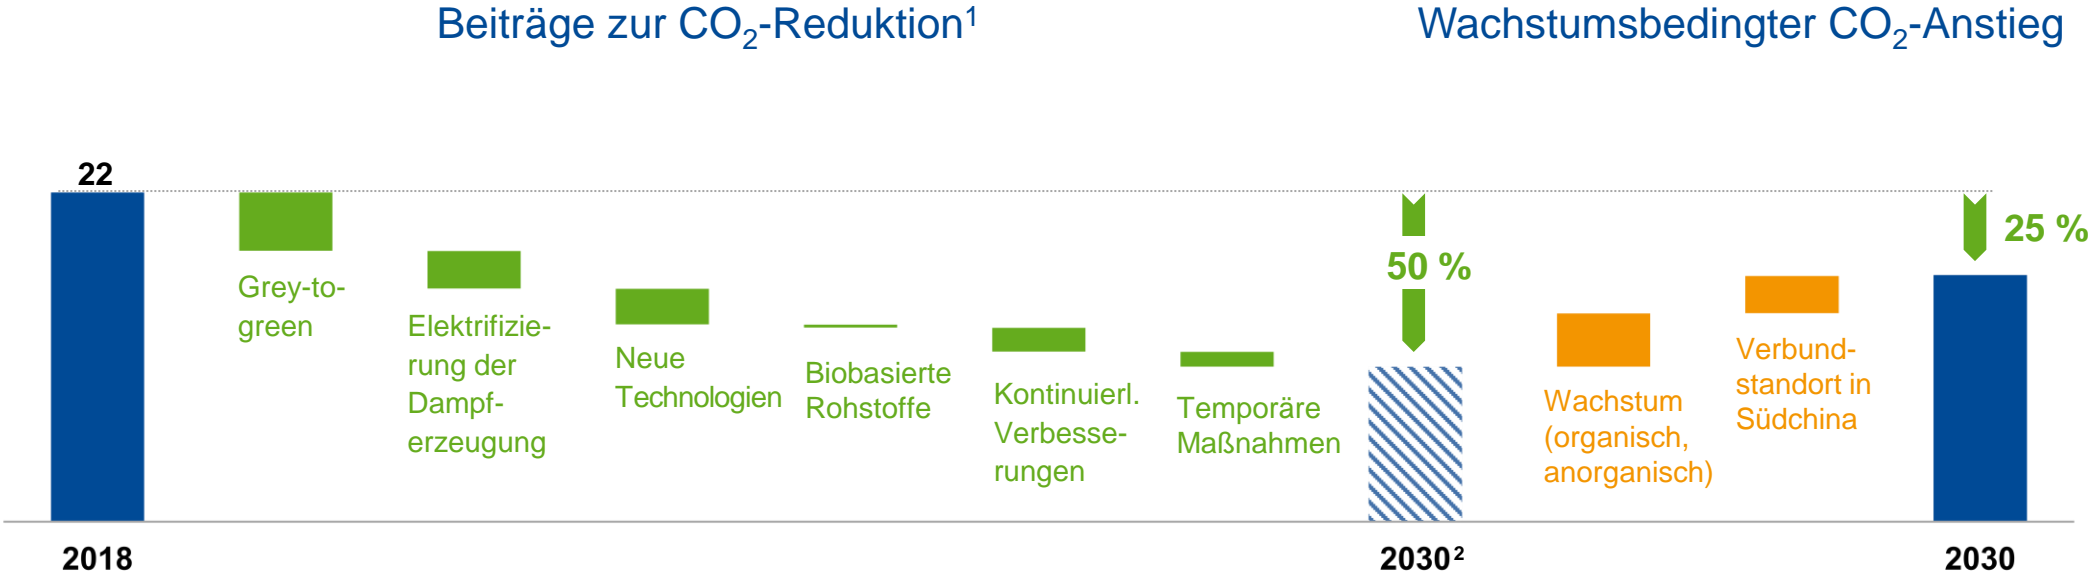 Beiträge zur CO₂-Reduktion¹
Wachstumsbedingter CO₂-Anstieg
22
Grey-to-
green
Elektrifizie-
rung der
Dampf-
erzeugung
Neue
Technologien
Biobasierte
Rohstoffe
Kontinuierl.
Verbesse-
rungen
Temporäre
Maßnahmen
50 %
Wachstum
(organisch,
anorganisch)
Verbund-
standort in
Südchina
25 %
2018
2030²
2030